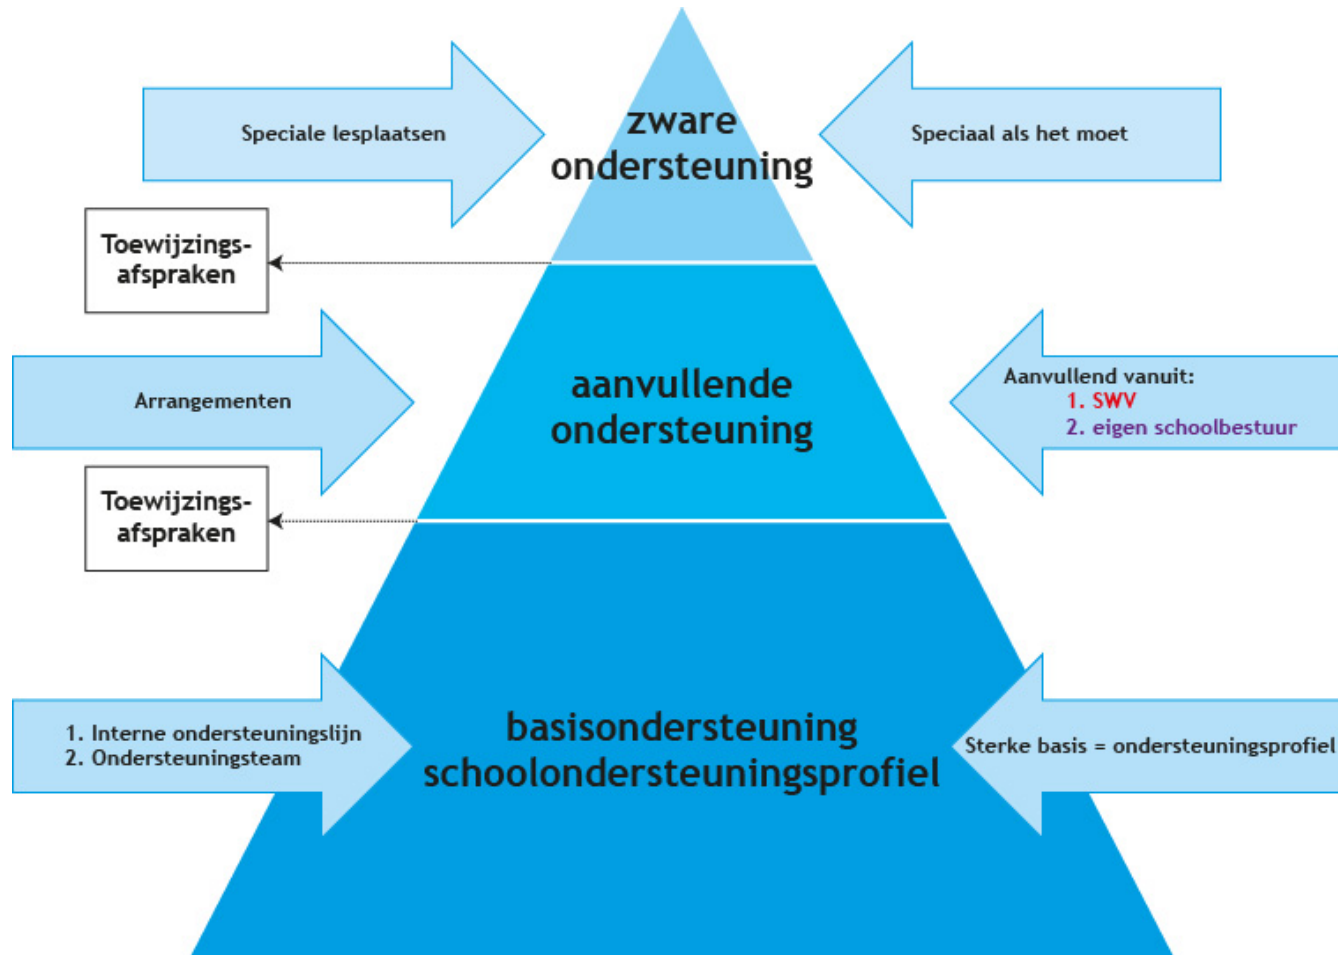 zware
ondersteuning
Speciale lesplaatsen
Speciaal als het moet
Toewijzings-
afspraken
aanvullende
ondersteuning
Arrangementen
Aanvullend vanuit:
1. SWV
2. eigen schoolbestuur
Toewijzings-
afspraken
basisondersteuning
schoolondersteuningsprofiel
1. Interne ondersteuningslijn
2. Ondersteuningsteam
Sterke basis = ondersteuningsprofiel